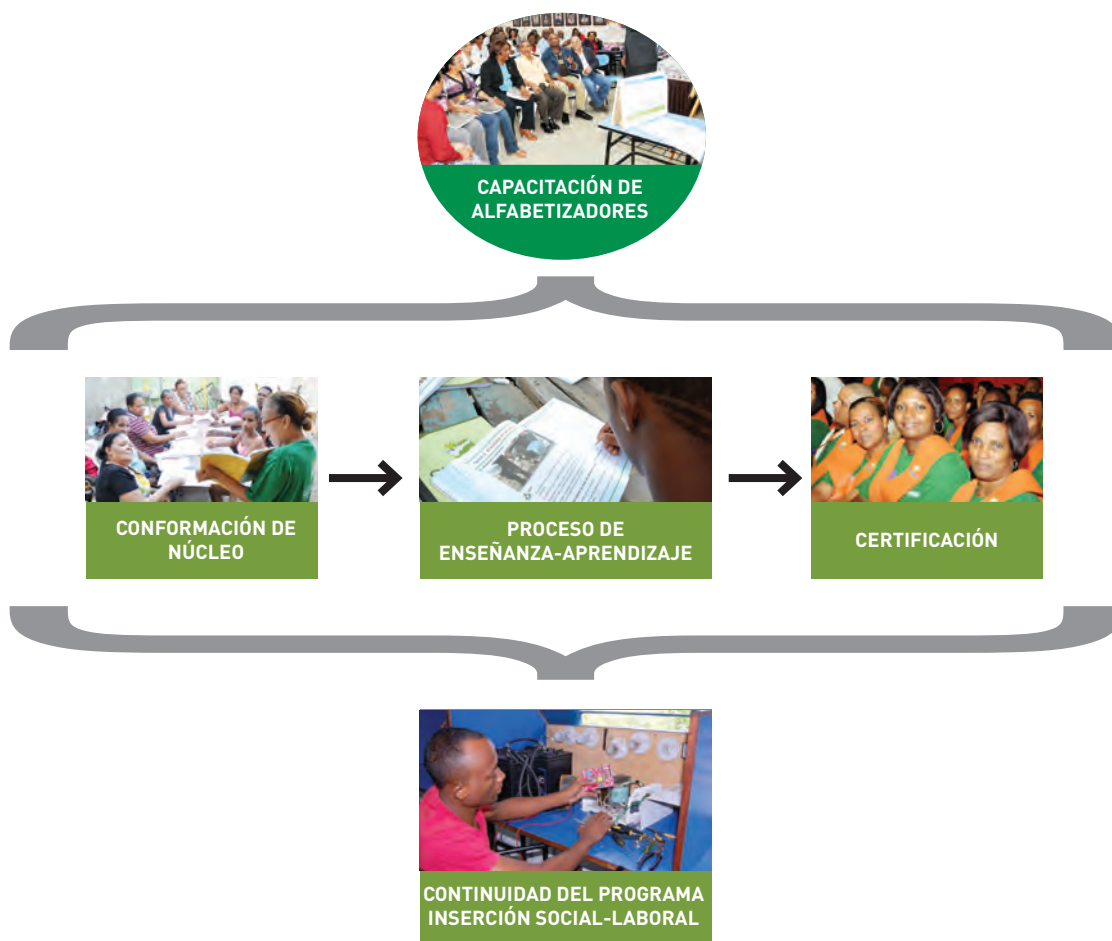 CAPACITACIÓN DE
ALFABETIZADORES
CONFORMACIÓN DE
NÚCLEO
PROCESO DE
ENSEÑANZA-APRENDIZAJE
CERTIFICACIÓN
CONTINUIDAD DEL PROGRAMA
INSERCIÓN SOCIAL-LABORAL